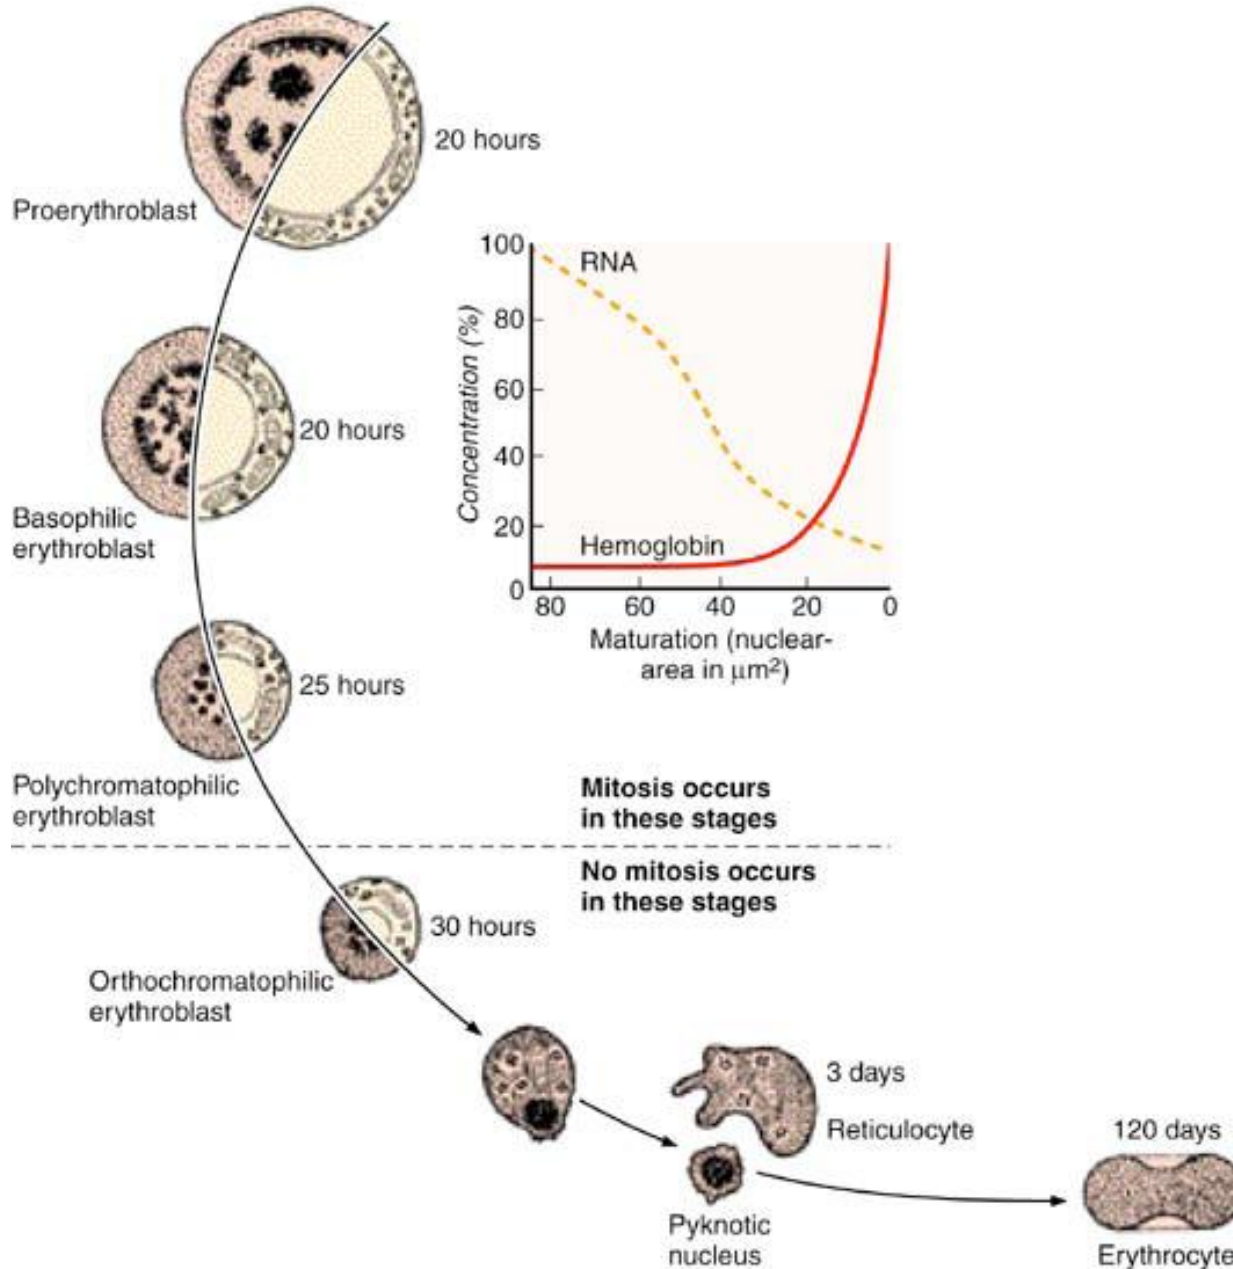 20 hours
Proerythroblast
100
80
60
40
20
0
Concentration (%)
RNA
Hemoglobin
80 60 40 20 0
Maturation (nuclear-
area in μm²)
20 hours
Basophilic
erythroblast
25 hours
Polychromatophilic
erythroblast
Mitosis occurs
in these stages
No mitosis occurs
in these stages
30 hours
Orthochromatophilic
erythroblast
3 days
Reticulocyte
120 days
Pyknotic
nucleus
Erythrocyte